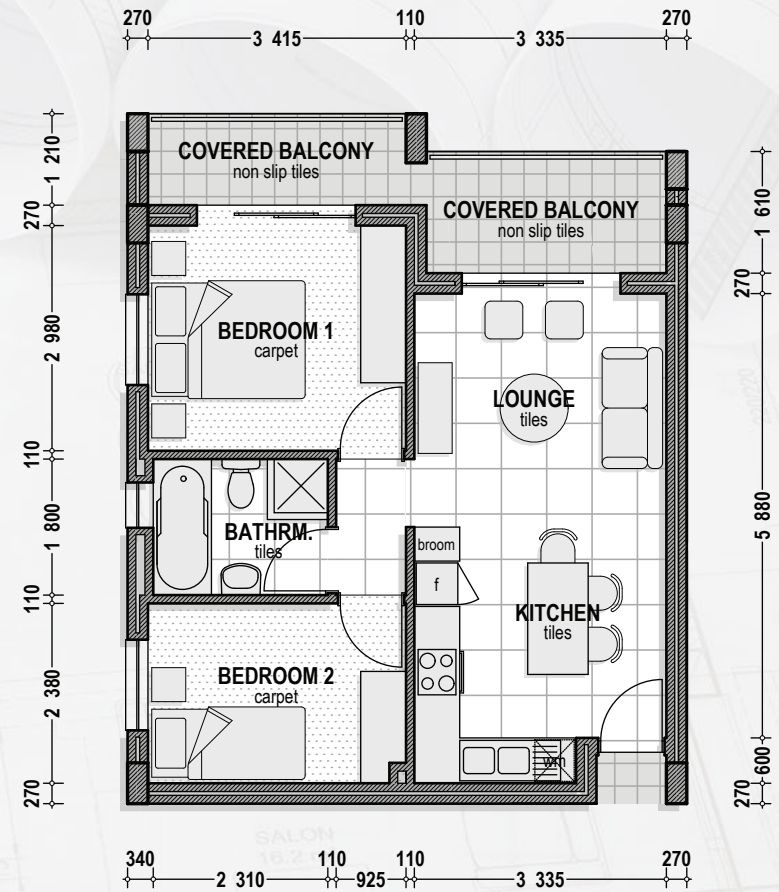 270
3 415
110
3 335
270
COVERED BALCONY
non slip tiles
COVERED BALCONY
non slip tiles
BEDROOM 1
carpet
LOUNGE
tiles
BATHRM.
tiles
broom
f
KITCHEN
tiles
BEDROOM 2
carpet
wm
1 210
270
2 980
110
1 800
110
2 380
270
1 610
270
5 880
600
270
SALON
340
2 310
110
925
110
3 335
270